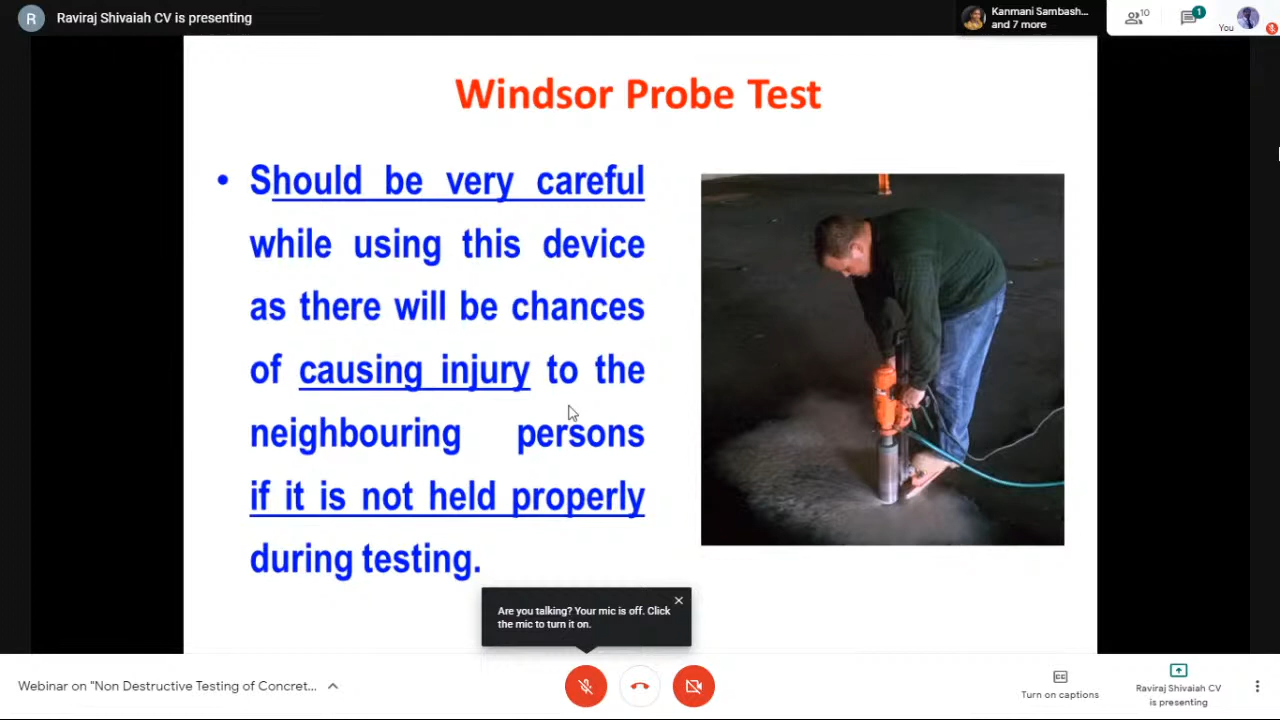 R
Raviraj Shivaiah CV is presenting
Kanmani Sambash...
and 7 more
10
1
You
Windsor Probe Test
• Should be very careful
while using this device
as there will be chances
of causing injury to the
neighbouring persons
if it is not held properly
during testing.
Are you talking? Your mic is off. Click
the mic to turn it on.
Webinar on "Non Destructive Testing of Concret...
CC
Turn on captions
Raviraj Shivaiah CV
is presenting